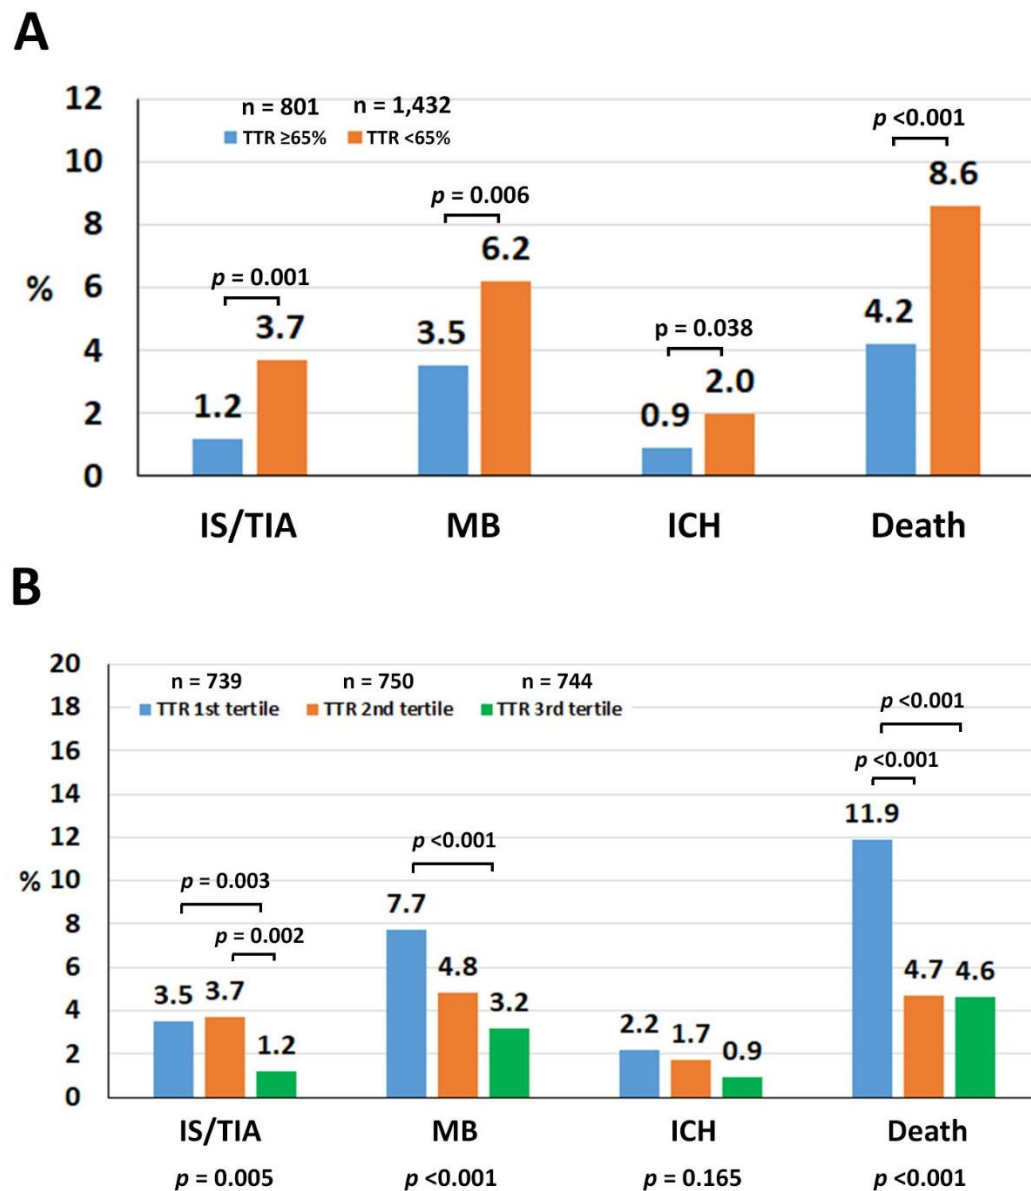 A
12
n = 801 n = 1,432
TTR ≥65% TTR <65%
p <0.001
10
8.6
p = 0.006
8
6.2
%
p = 0.001
6
3.7
3.5
p = 0.038
4.2
4
1.2
0.9
2.0
2
0
IS/TIA MB ICH Death
B
20
n = 739 n = 750 n = 744
TTR 1st tertile TTR 2nd tertile TTR 3rd tertile
18
p <0.001
16
p <0.001
14
11.9
12
p <0.001
% 10
p = 0.003
7.7
8
p = 0.002
6
3.5 3.7 1.2
4.8 3.2
2.2 1.7 0.9
4.7 4.6
4
2
0
IS/TIA MB ICH Death
p = 0.005 p <0.001 p = 0.165 p <0.001